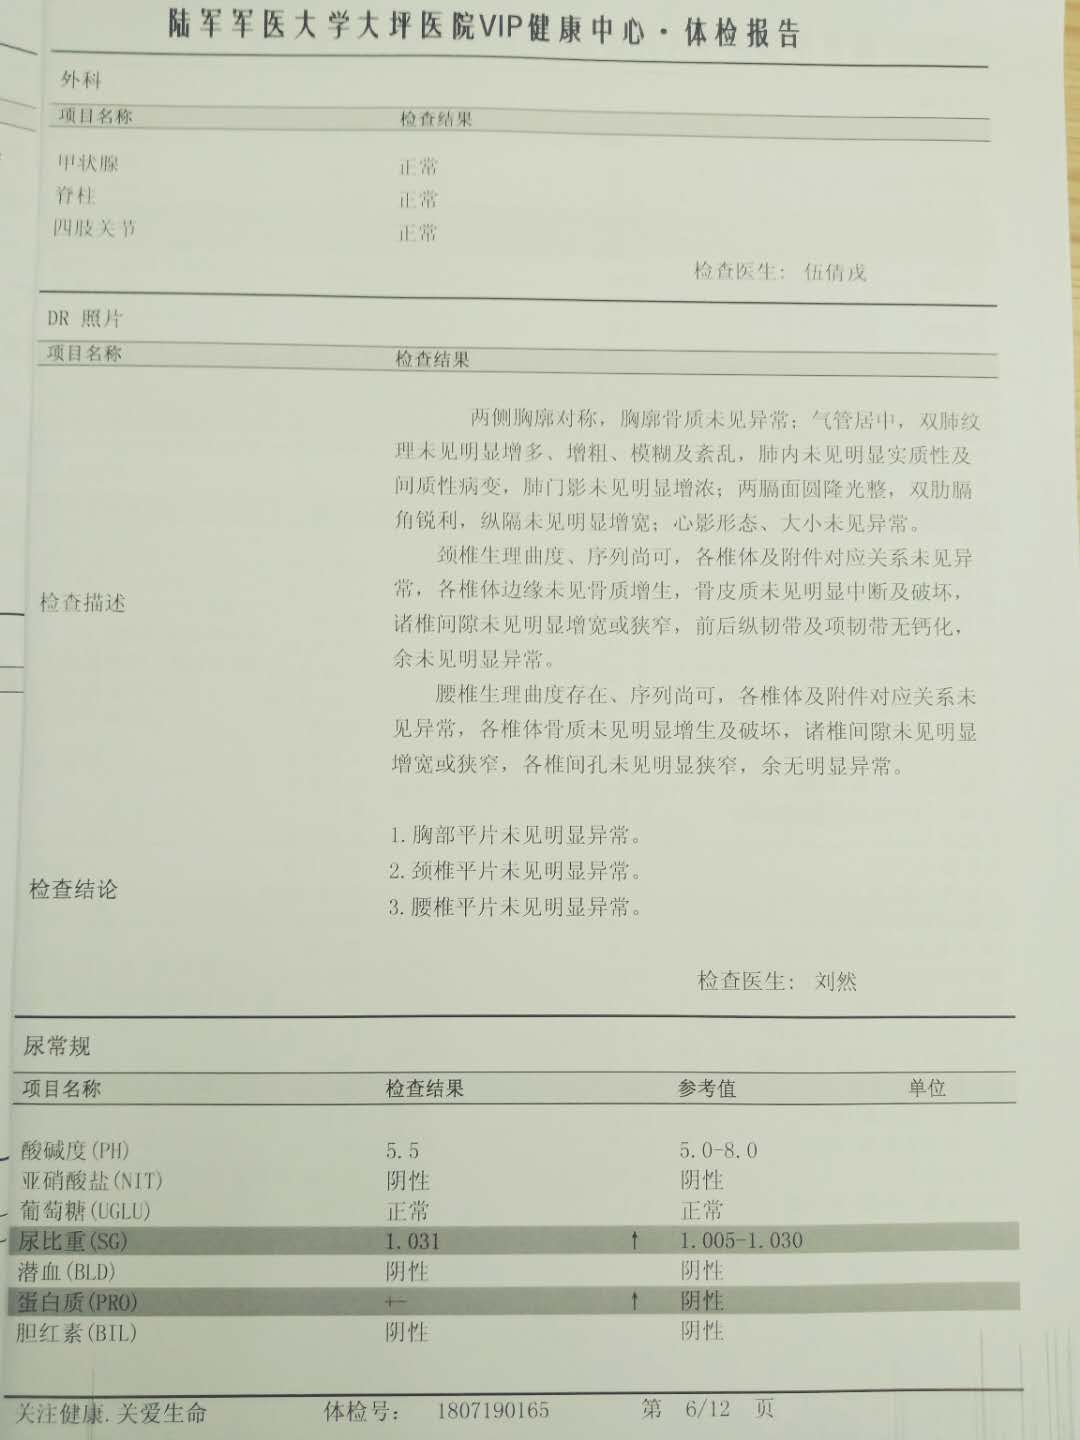 陆军军医大学大坪医院VIP健康中心·体检报告
外科
项目名称 检查结果
甲状腺 正常
脊柱 正常
四肢关节 正常
检查医生: 伍倩戎
DR 照片
项目名称 检查结果
两侧胸廓对称，胸廓骨质未见异常；气管居中，双肺纹
理未见明显增多、增粗、模糊及紊乱，肺内未见明显实质性及
间质性病变，肺门影未见明显增浓；两膈面圆隆光整，双肋膈
角锐利，纵隔未见明显增宽；心影形态、大小未见异常。
颈椎生理曲度、序列尚可，各椎体及附件对应关系未见异
常，各椎体边缘未见骨质增生，骨皮质未见明显中断及破坏，
检查描述
诸椎间隙未见明显增宽或狭窄，前后纵韧带及项韧带无钙化，
余未见明显异常。
腰椎生理曲度存在、序列尚可，各椎体及附件对应关系未
见异常，各椎体骨质未见明显增生及破坏，诸椎间隙未见明显
增宽或狭窄，各椎间孔未见明显狭窄，余无明显异常。
1.胸部平片未见明显异常。
2.颈椎平片未见明显异常。
检查结论
3.腰椎平片未见明显异常。
检查医生: 刘然
尿常规
项目名称 检查结果 参考值 单位
酸碱度(PH) 5.5 5.0-8.0
亚硝酸盐(NIT) 阴性 阴性
葡萄糖(UGLU) 正常 正常
尿比重(SG) 1.031 ↑ 1.005-1.030
潜血(BLD) 阴性 阴性
蛋白质(PRO) +- ↑ 阴性
胆红素(BIL) 阴性 阴性
关注健康.关爱生命 体检号: 1807190165 第 6/12 页